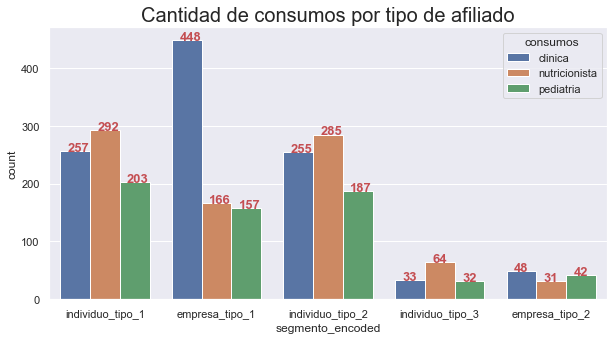 Cantidad de consumos por tipo de afiliado
consumos
clinica
nutricionista
pediatria
count
400
300
200
100
0
257
292
203
448
166
157
255
285
187
33
64
32
48
31
42
individuo_tipo_1
empresa_tipo_1
individuo_tipo_2
individuo_tipo_3
empresa_tipo_2
segmento_encoded